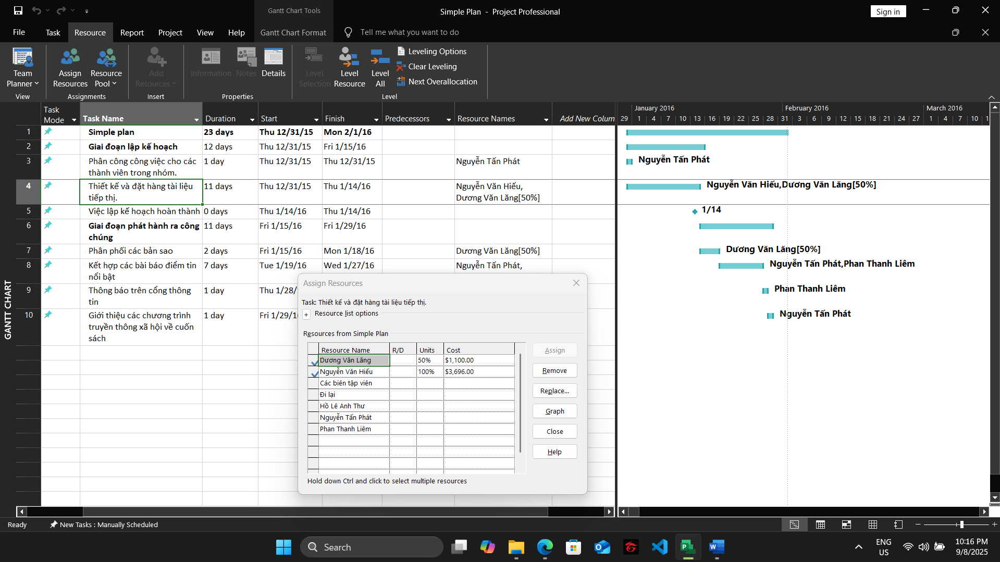 Gantt Chart Tools
Simple Plan - Project Professional
Sign in
File
Task
Resource
Report
Project
View
Help
Gantt Chart Format
Tell me what you want to do
Team Planner
Assign Resources
Resource Pool
Add Resources
Information
Notes
Details
Level Selection
Level Resource
Level All
Leveling Options
Clear Leveling
Next Overallocation
View
Assignments
Insert
Properties
Level
GANTT CHART
Task Mode
Task Name
Duration
Start
Finish
Predecessors
Resource Names
Add New Colum
January 2016
February 2016
March 2016
29 1 4 7 10 13 16 19 22 25 28 31 3 6 9 12 15 18 21 24 27 1 4 7 10 1
1 Simple plan 23 days Thu 12/31/15 Mon 2/1/16
2 Giai đoạn lập kế hoạch 12 days Thu 12/31/15 Fri 1/15/16
3 Phân công công việc cho các 1 day Thu 12/31/15 Thu 12/31/15 Nguyễn Tấn Phát
thành viên trong nhóm.
Nguyễn Tấn Phát
4 Thiết kế và đặt hàng tài liệu 11 days Thu 12/31/15 Thu 1/14/16 Nguyễn Văn Hiếu,
tiếp thị. Dương Văn Lăng[50%]
Nguyễn Văn Hiếu,Dương Văn Lăng[50%]
5 Việc lập kế hoạch hoàn thành 0 days Thu 1/14/16 Thu 1/14/16
1/14
6 Giai đoạn phát hành ra công 11 days Fri 1/15/16 Fri 1/29/16
chúng
7 Phân phối các bản sao 2 days Fri 1/15/16 Mon 1/18/16 Dương Văn Lăng[50%]
Dương Văn Lăng[50%]
8 Kết hợp các bài báo điểm tin 7 days Tue 1/19/16 Wed 1/27/16 Nguyễn Tấn Phát,
nổi bật
Nguyễn Tấn Phát,Phan Thanh Liêm
9 Thông báo trên cổng thông 1 day Thu 1/28/
tin
Phan Thanh Liêm
10 Giới thiệu các chương trình 1 day Fri 1/29/1
truyền thông xã hội về cuốn
sách
Nguyễn Tấn Phát
Assign Resources
Task: Thiết kế và đặt hàng tài liệu tiếp thị.
+ Resource list options
Resources from Simple Plan
Resource Name R/D Units Cost
Dương Văn Lăng 50% $1,100.00
Nguyễn Văn Hiếu 100% $3,696.00
Các biên tập viên
Đi lại
Hồ Lê Anh Thư
Nguyễn Tấn Phát
Phan Thanh Liêm
Assign
Remove
Replace...
Graph
Close
Help
Hold down Ctrl and click to select multiple resources
Ready
New Tasks : Manually Scheduled
Search
ENG
US
10:16 PM
9/8/2025